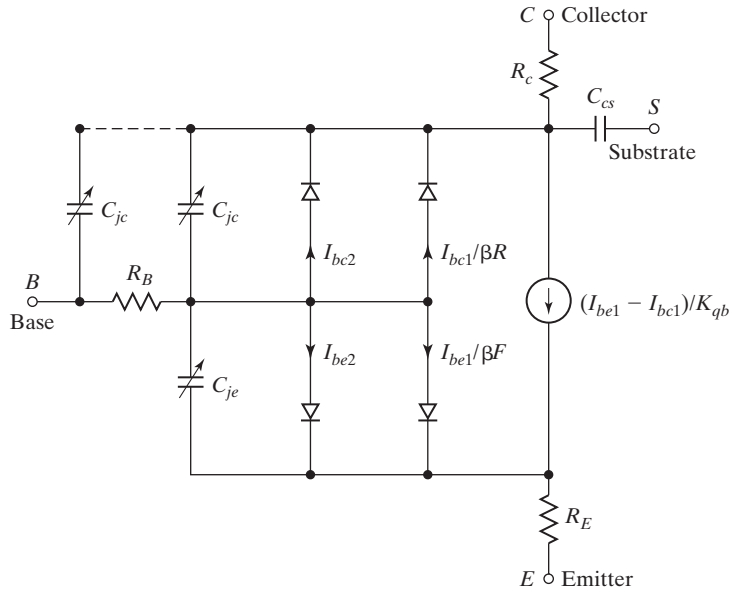 C Collector
R_c
C_cs
S
Substrate
C_jc
C_jc
I_bc2
I_bc1/βR
B
R_B
Base
(I_be1 − I_bc1)/K_qb
C_je
I_be2
I_be1/βF
R_E
E Emitter